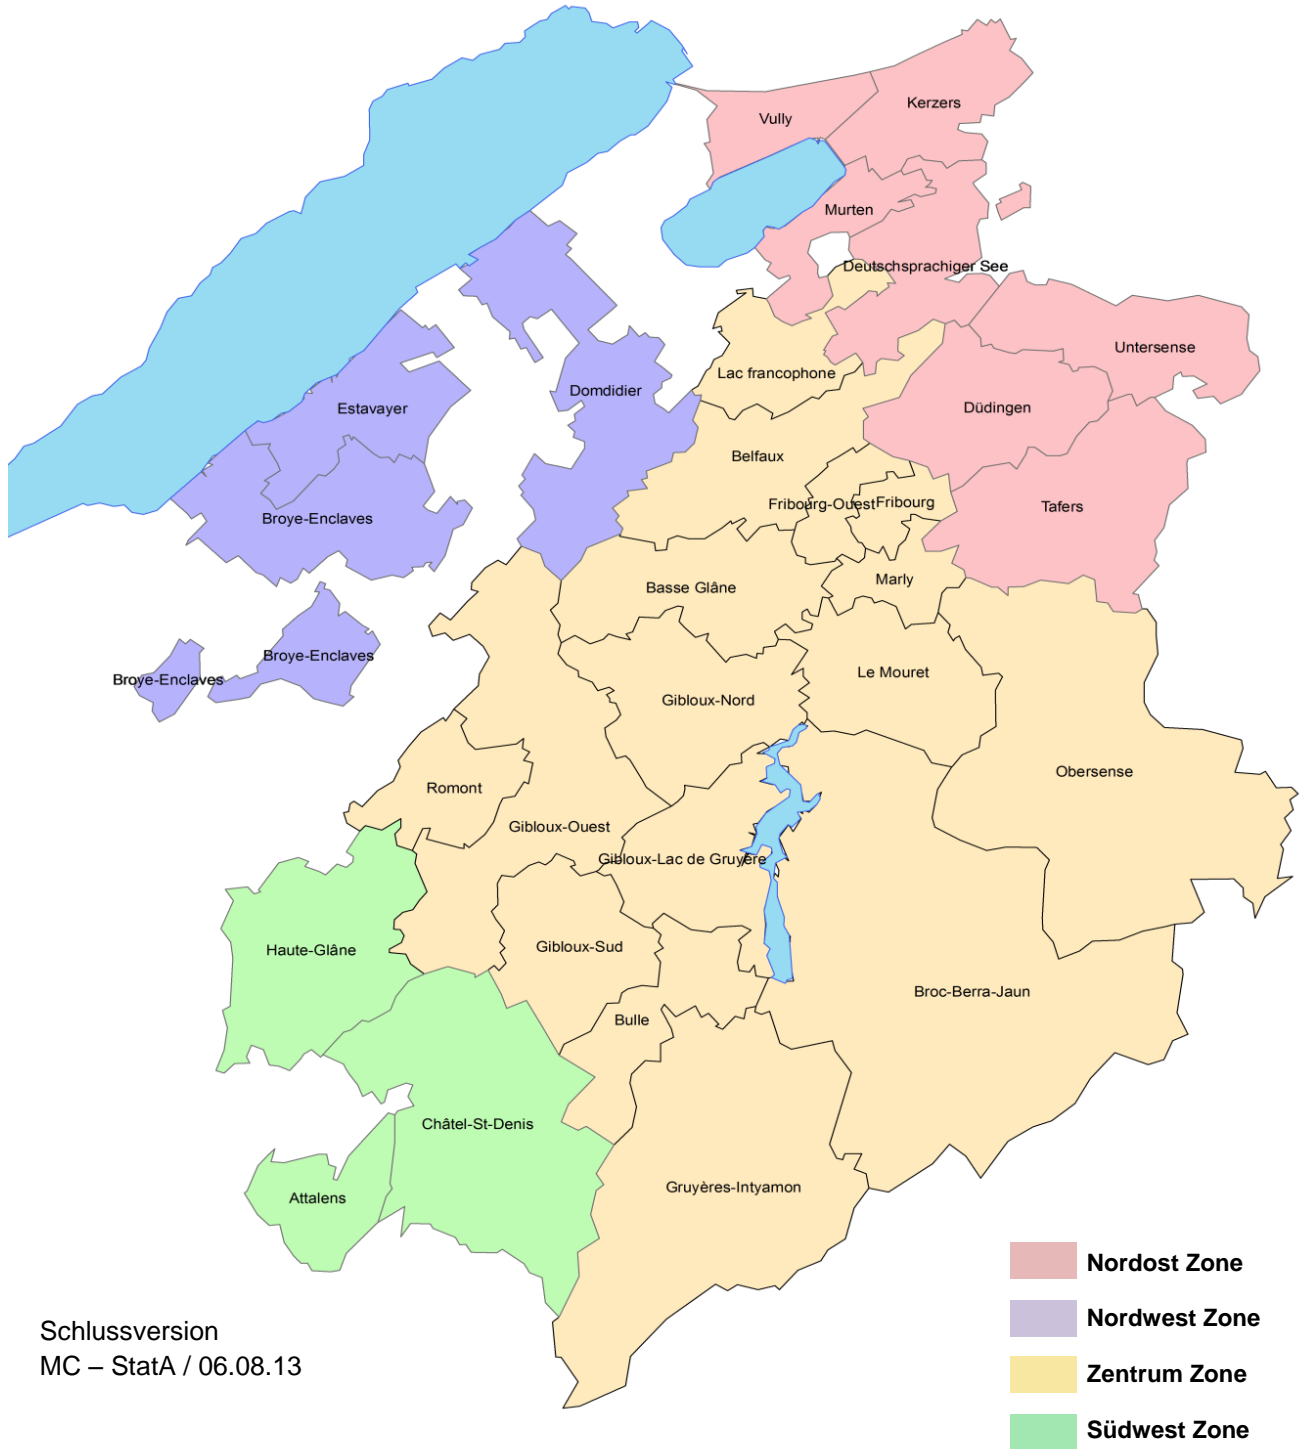 Kerzers
Vully
Murten
Deutschsprachiger See
Untersense
Lac francophone
Domdidier
Estavayer
Düdingen
Belfaux
Fribourg-Ouest
Fribourg
Tafers
Broye-Enclaves
Marly
Basse Glâne
Broye-Enclaves
Broye-Enclaves
Le Mouret
Gibloux-Nord
Obersense
Romont
Gibloux-Ouest
Gibloux-Lac de Gruyère
Haute-Glâne
Gibloux-Sud
Broc-Berra-Jaun
Bulle
Châtel-St-Denis
Gruyères-Intyamon
Attalens
Nordost Zone
Nordwest Zone
Zentrum Zone
Südwest Zone
Schlussversion
MC – StatA / 06.08.13